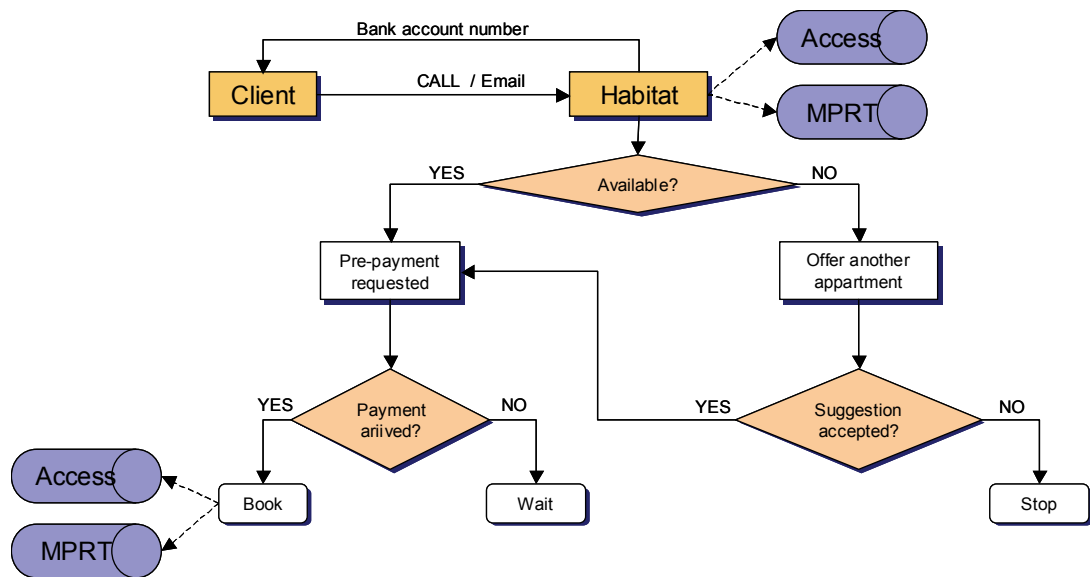 Bank account number
Access
Client
CALL / Email
Habitat
MPRT
YES
Available?
NO
Pre-payment
requested
Offer another
appartment
YES
Payment
ariived?
NO
YES
Suggestion
accepted?
NO
Access
Book
Wait
Stop
MPRT